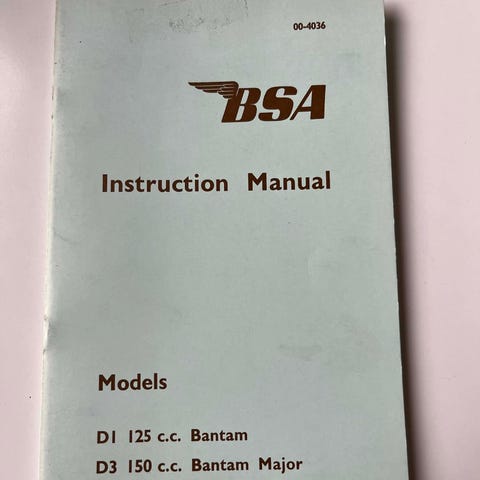 00-4036
BSA
Instruction Manual
Models
D1 125 c.c. Bantam
D3 150 c.c. Bantam Major